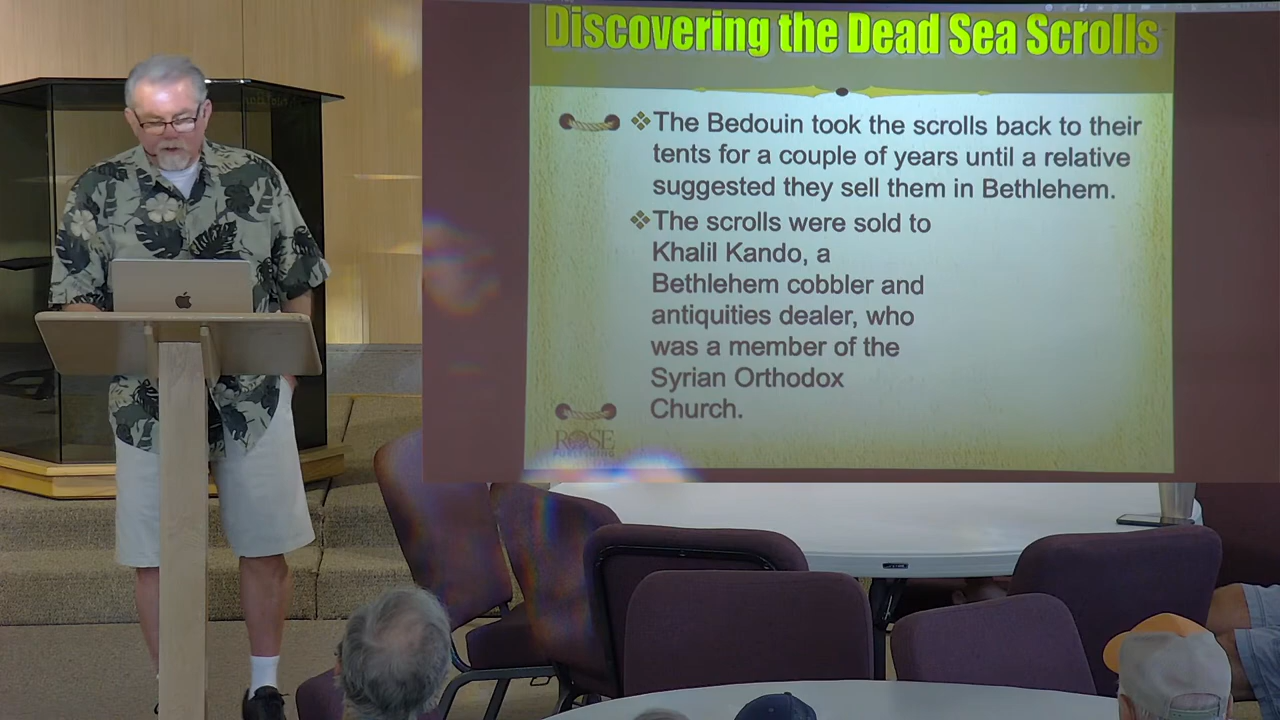 Discovering the Dead Sea Scrolls
❖The Bedouin took the scrolls back to their
tents for a couple of years until a relative
suggested they sell them in Bethlehem.
❖The scrolls were sold to
Khalil Kando, a
Bethlehem cobbler and
antiquities dealer, who
was a member of the
Syrian Orthodox
Church.
ROSE
PUBLISHING